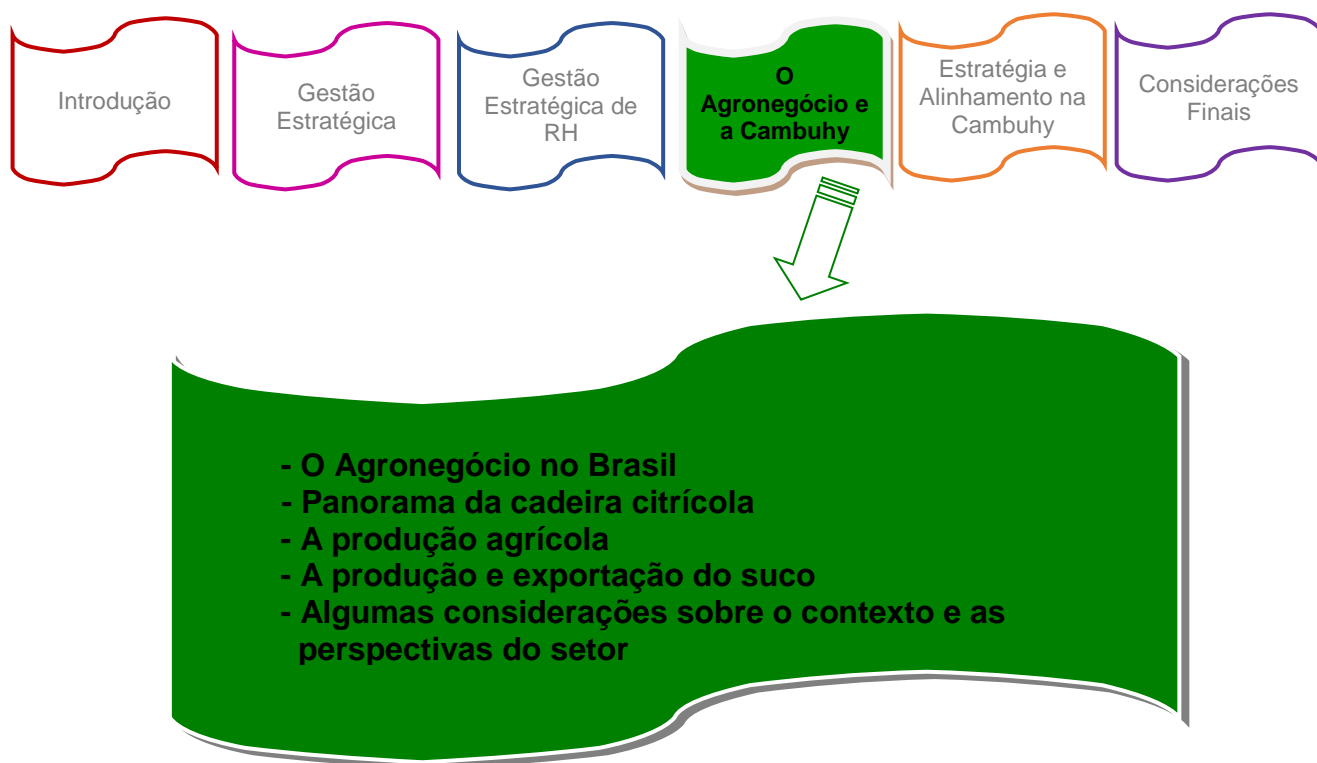 Introdução
Gestão
Estratégica
Gestão
Estratégica de
RH
O
Agronegócio e
a Cambuhy
Estratégia e
Alinhamento na
Cambuhy
Considerações
Finais
- O Agronegócio no Brasil
- Panorama da cadeira citrícola
- A produção agrícola
- A produção e exportação do suco
- Algumas considerações sobre o contexto e as
perspectivas do setor